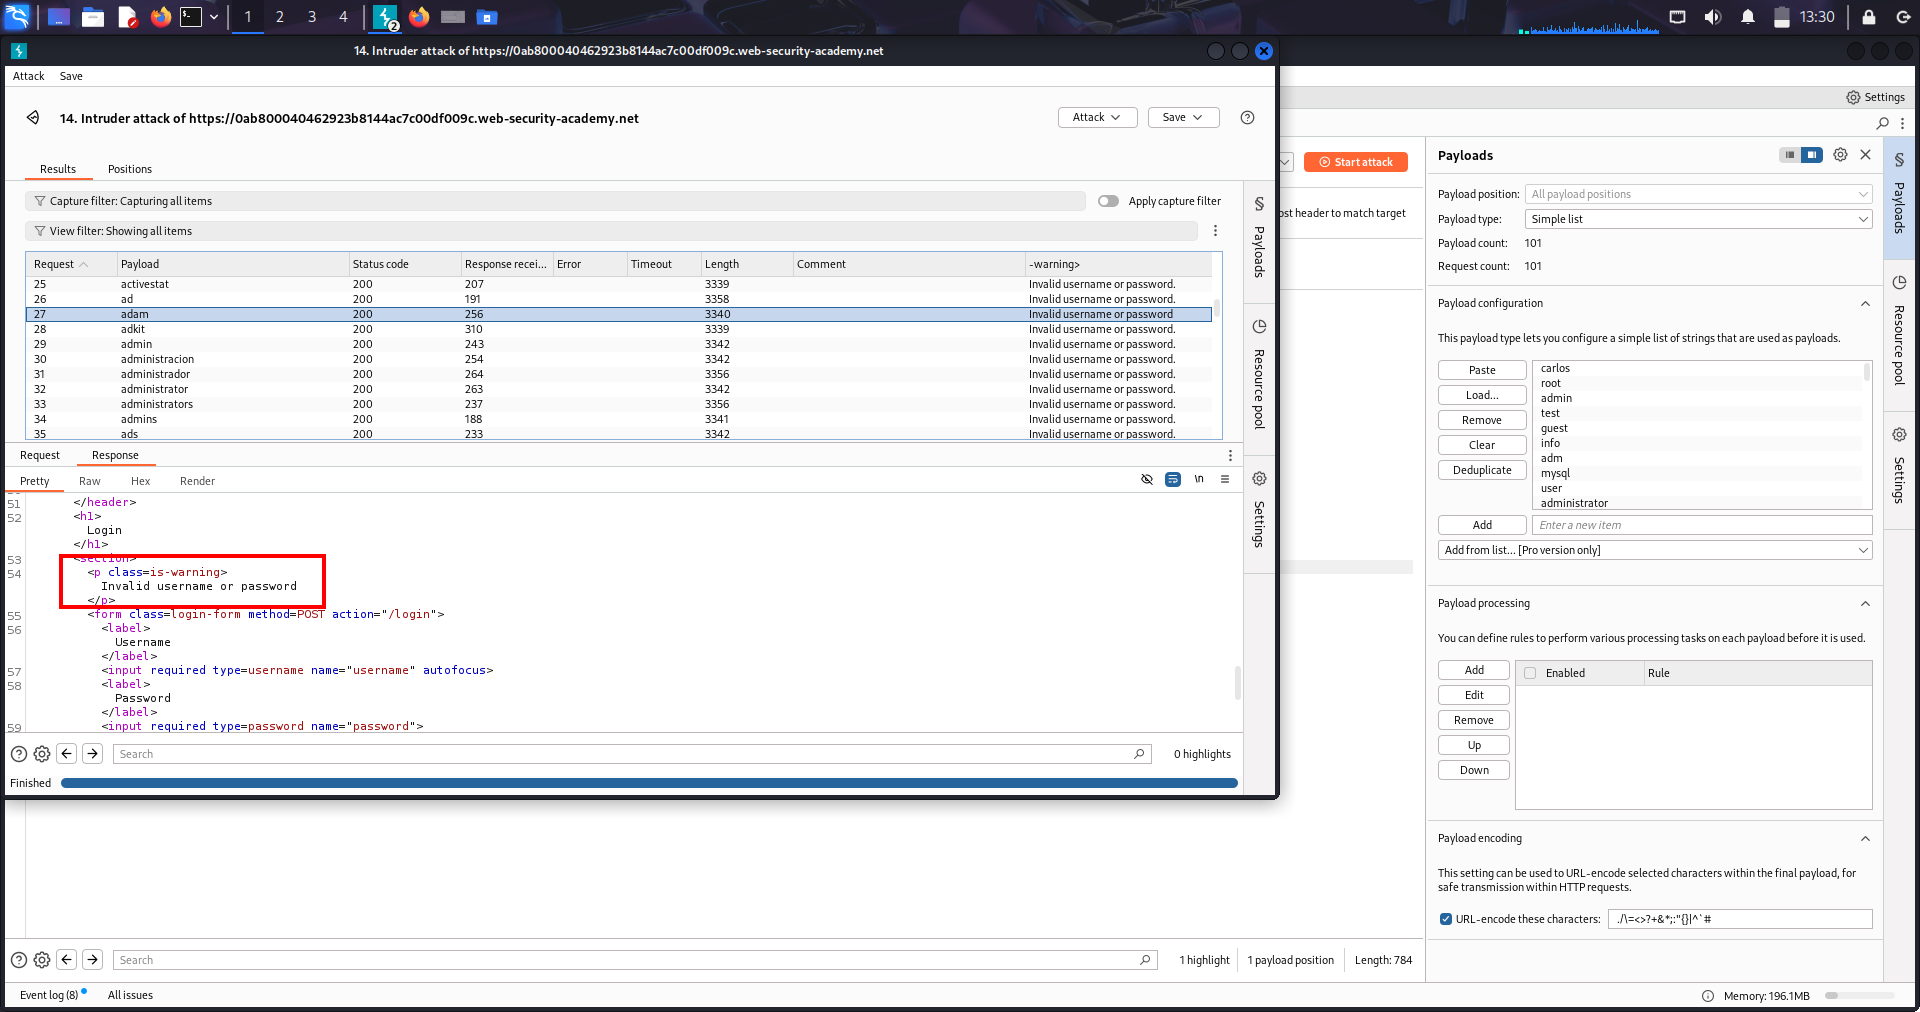 1 2 3 4 2 13:30
14. Intruder attack of https://0ab800040462923b8144ac7c00df009c.web-security-academy.net
Attack Save
Settings
14. Intruder attack of https://0ab800040462923b8144ac7c00df009c.web-security-academy.net
Attack Save
Results Positions
Capture filter: Capturing all items
Apply capture filter
View filter: Showing all items
Request Payload Status code Response recei... Error Timeout Length Comment -warning>
25 activestat 200 207 3339 Invalid username or password.
26 ad 200 191 3358 Invalid username or password.
27 adam 200 256 3340 Invalid username or password
28 adkit 200 310 3339 Invalid username or password.
29 admin 200 243 3342 Invalid username or password.
30 administracion 200 254 3342 Invalid username or password.
31 administrador 200 264 3356 Invalid username or password.
32 administrator 200 263 3342 Invalid username or password.
33 administrators 200 237 3356 Invalid username or password.
34 admins 200 188 3341 Invalid username or password.
35 ads 200 233 3342 Invalid username or password.
Request Response
Pretty Raw Hex Render
\n
51 </header>
52 <h1>
Login
</h1>
53 <section>
54 <p class=is-warning>
Invalid username or password
</p>
55 <form class=login-form method=POST action="/login">
56 <label>
Username
</label>
57 <input required type=username name="username" autofocus>
58 <label>
Password
</label>
59 <input required type=password name="password">
Search
0 highlights
Finished
§ Payloads
Resource pool
Settings
Start attack
ost header to match target
Payloads
Payload position: All payload positions
Payload type: Simple list
Payload count: 101
Request count: 101
Payload configuration
This payload type lets you configure a simple list of strings that are used as payloads.
Paste
Load...
Remove
Clear
Deduplicate
carlos
root
admin
test
guest
info
adm
mysql
user
administrator
Add Enter a new item
Add from list... [Pro version only]
Payload processing
You can define rules to perform various processing tasks on each payload before it is used.
Add
Edit
Remove
Up
Down
Enabled Rule
Payload encoding
This setting can be used to URL-encode selected characters within the final payload, for
safe transmission within HTTP requests.
URL-encode these characters: ./\=<>?+&*;:"{}|^`#
§ Payloads
Resource pool
Settings
Search
1 highlight 1 payload position Length: 784
Event log (8) All issues
Memory: 196.1MB